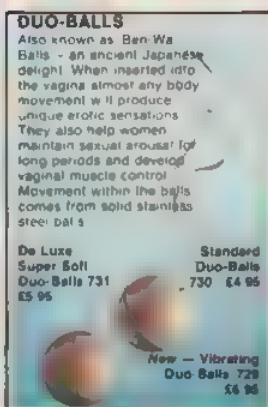 DUO-BALLS
Also known as Ben-Wa
Balls - an ancient Japanese
delight. When inserted into
the vagina almost any body
movement will produce
unique erotic sensations.
They also help women
maintain sexual arousal for
long periods and develop
vaginal muscle control.
Movement within the balls
comes from solid stainless
steel balls
De Luxe
Super Soft
Duo-Balls 731
£5 95
Standard
Duo-Balls
730 £4 95
New — Vibrating
Duo-Balls 729
£6 95